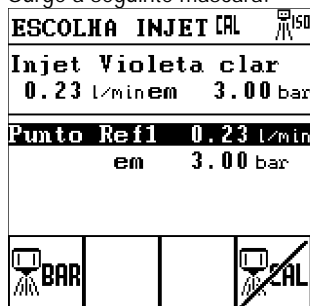 Surge a seguinte máscara:
ESCOLHA INJET CAL ISO
Injet Violeta clar
0.23 l/min em 3.00 bar
Punto Ref1 0.23 l/min
em 3.00 bar
BAR CAL